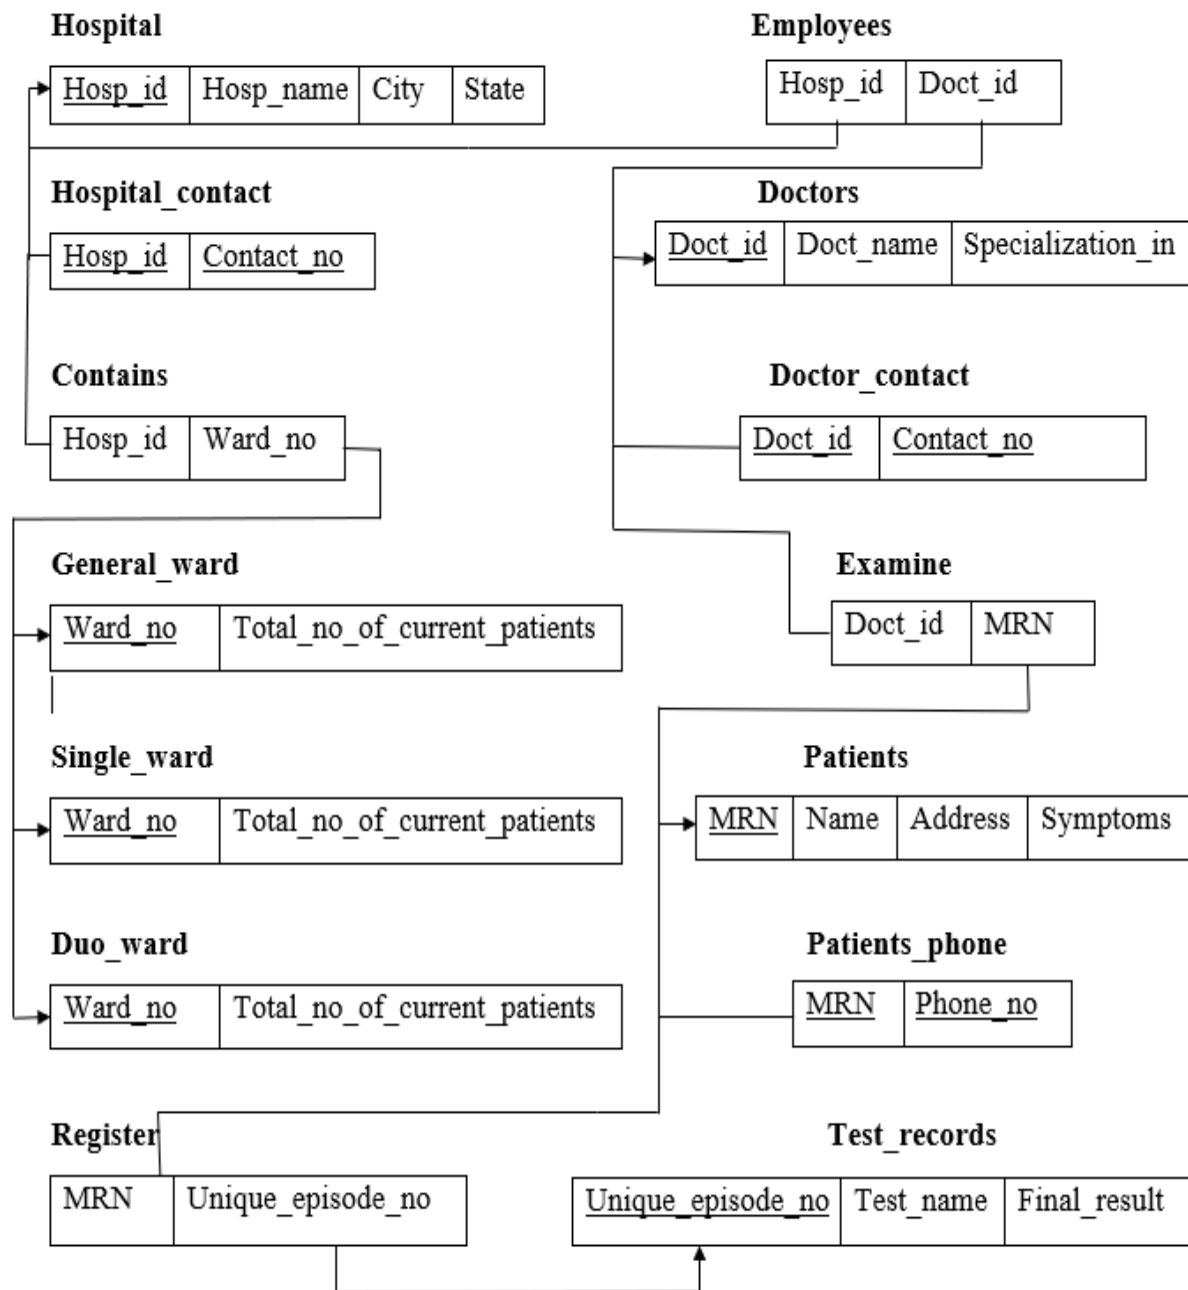 Hospital Employees
Hosp_id Hosp_name City State Hosp_id Doct_id
Hospital_contact Doctors
Hosp_id Contact_no Doct_id Doct_name Specialization_in
Contains Doctor_contact
Hosp_id Ward_no Doct_id Contact_no
General_ward Examine
Ward_no Total_no_of_current_patients Doct_id MRN
Single_ward Patients
Ward_no Total_no_of_current_patients MRN Name Address Symptoms
Duo_ward Patients_phone
Ward_no Total_no_of_current_patients MRN Phone_no
Register Test_records
MRN Unique_episode_no Unique_episode_no Test_name Final_result